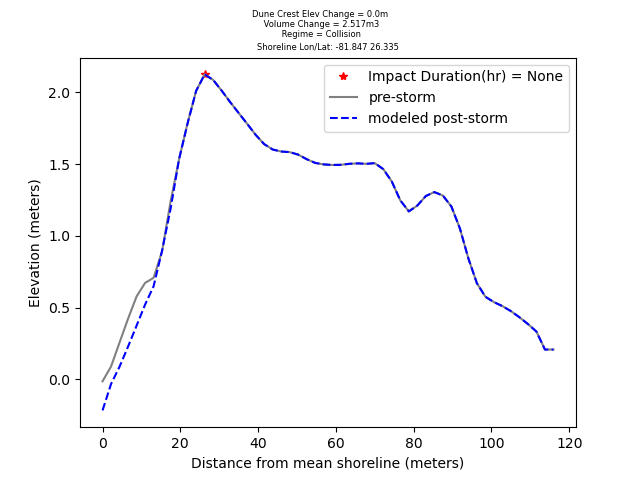 Dune Crest Elev Change = 0.0m
Volume Change = 2.517m3
Regime = Collision
Shoreline Lon/Lat: -81.847 26.335
Impact Duration(hr) = None
pre-storm
modeled post-storm
Elevation (meters)
2.0
1.5
1.0
0.5
0.0
0 20 40 60 80 100 120
Distance from mean shoreline (meters)